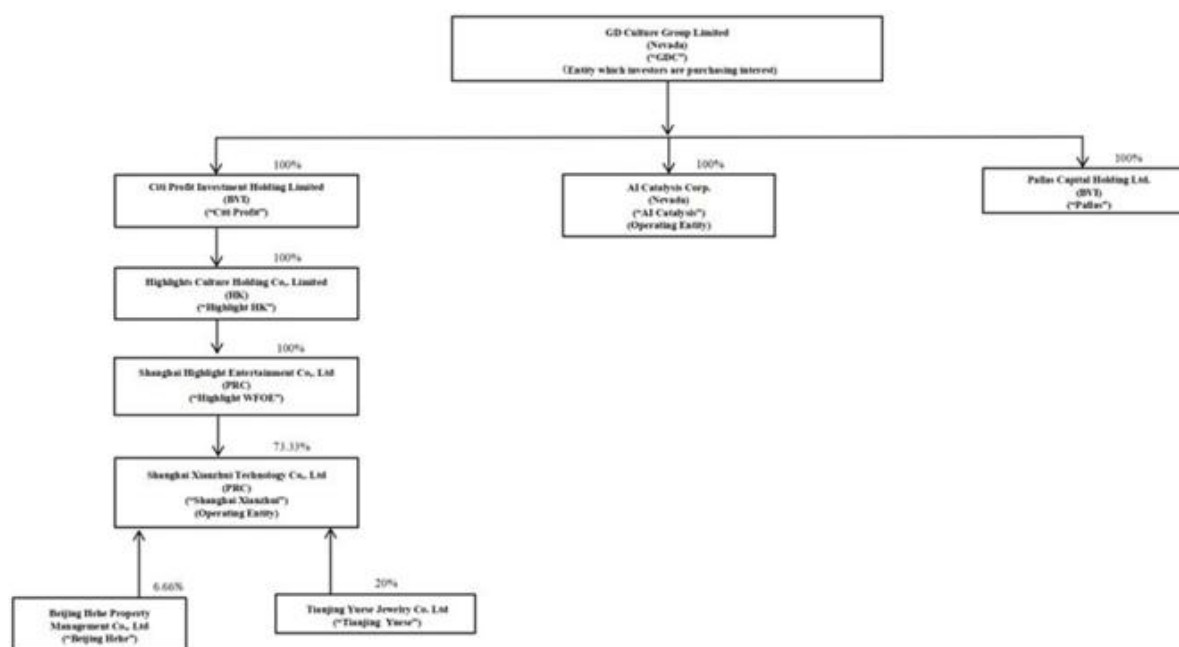 GD Culture Group Limited
(Nevada)
("GDC")
(Entity which investors are purchasing interest)
100%
100%
100%
Citi Profit Investment Holding Limited
(BVI)
("Citi Profit")
AI Catalysis Corp.
(Nevada)
("AI Catalysis")
(Operating Entity)
Pallas Capital Holding Ltd.
(BVI)
("Pallas")
100%
Highlights Culture Holding Co,. Limited
(HK)
("Highlight HK")
100%
Shanghai Highlight Entertainment Co,. Ltd
(PRC)
("Highlight WFOE")
73.33%
Shanghai Xianzhui Technology Co,. Ltd
(PRC)
("Shanghai Xianzhui")
(Operating Entity)
6.66%
20%
Beijing Hehe Property
Management Co,. Ltd
("Beijing Hehe")
Tianjing Yuese Jewelry Co. Ltd
("Tianjing Yuese")